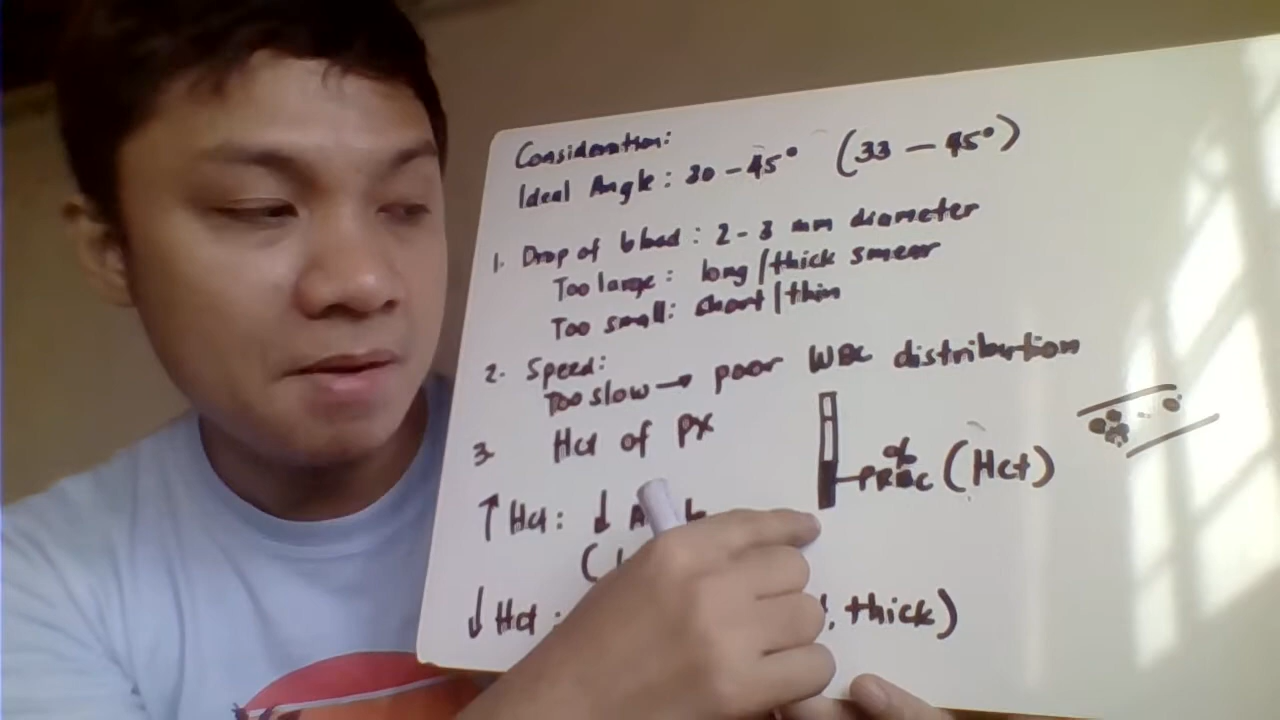 Consideration:
Ideal Angle: 30 - 45° (33 - 45°)
1. Drop of blood: 2 - 3 mm diameter
Too large: long/thick smear
Too small: short/thin
2. Speed:
Too slow → poor WBC distribution
3. Hct of px
% PRBC (Hct)
↑ Hct: ↓
(
↓ Hct: thick)